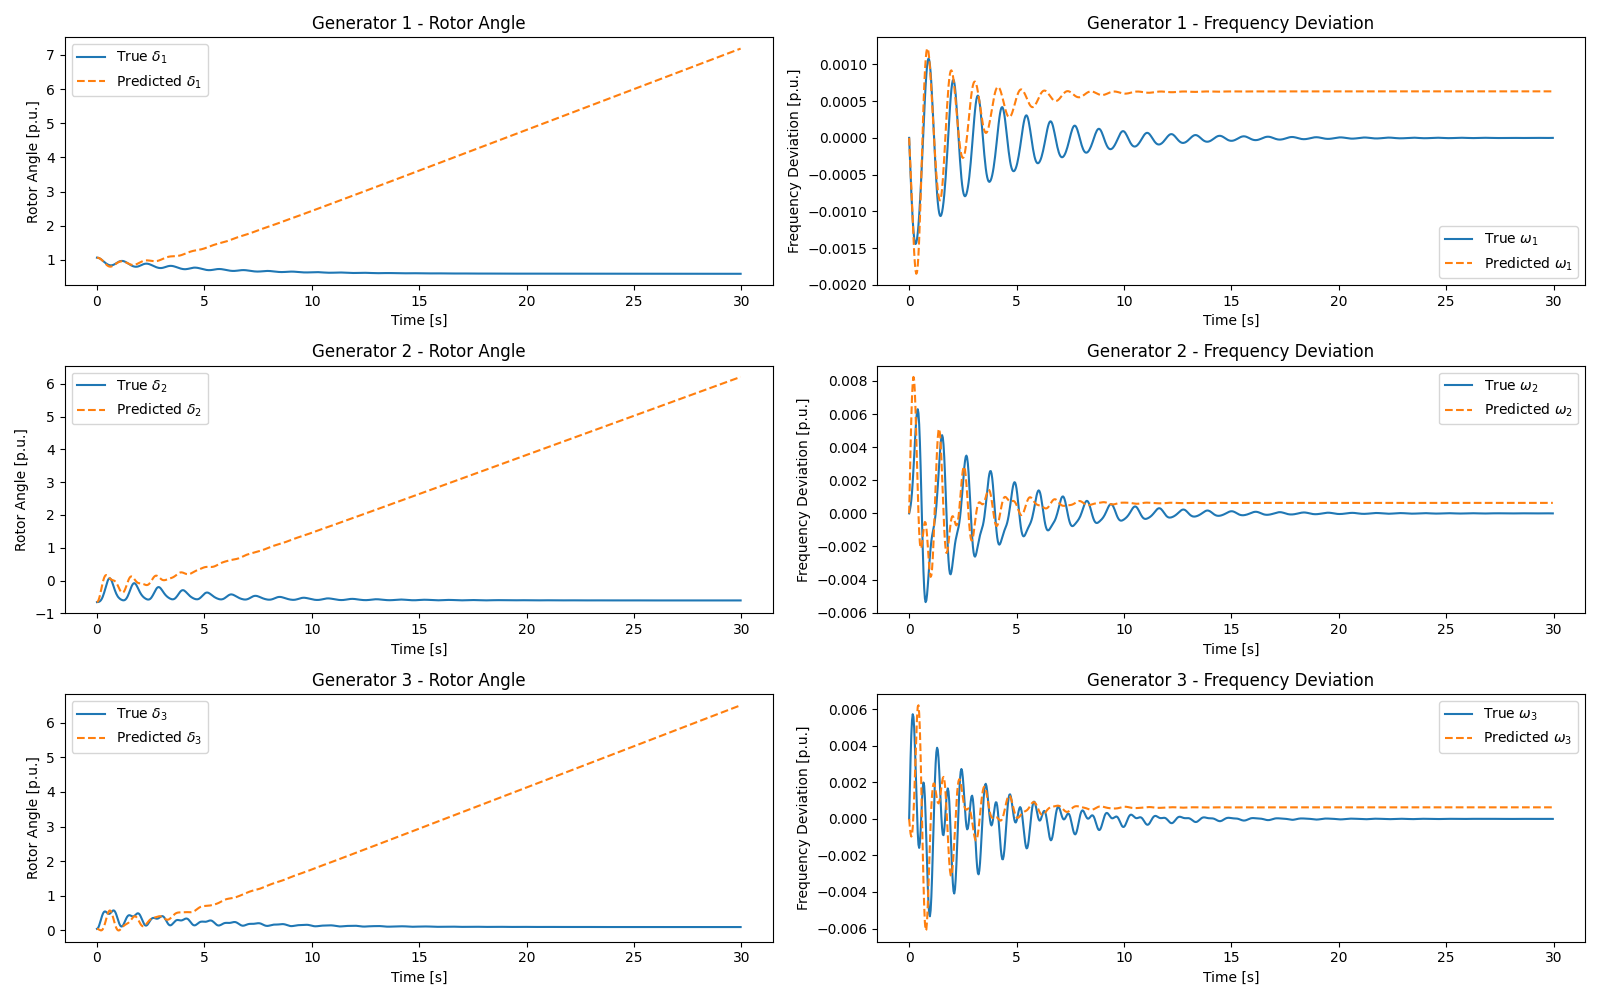 Generator 1 - Rotor Angle
Rotor Angle [p.u.]
7
6
5
4
3
2
1
True δ1
Predicted δ1
0 5 10 15 20 25 30
Time [s]
Generator 1 - Frequency Deviation
Frequency Deviation [p.u.]
0.0010
0.0005
0.0000
−0.0005
−0.0010
−0.0015
−0.0020
True ω1
Predicted ω1
0 5 10 15 20 25 30
Time [s]
Generator 2 - Rotor Angle
Rotor Angle [p.u.]
6
5
4
3
2
1
0
−1
True δ2
Predicted δ2
0 5 10 15 20 25 30
Time [s]
Generator 2 - Frequency Deviation
Frequency Deviation [p.u.]
0.008
0.006
0.004
0.002
0.000
−0.002
−0.004
−0.006
True ω2
Predicted ω2
0 5 10 15 20 25 30
Time [s]
Generator 3 - Rotor Angle
Rotor Angle [p.u.]
6
5
4
3
2
1
0
True δ3
Predicted δ3
0 5 10 15 20 25 30
Time [s]
Generator 3 - Frequency Deviation
Frequency Deviation [p.u.]
0.006
0.004
0.002
0.000
−0.002
−0.004
−0.006
True ω3
Predicted ω3
0 5 10 15 20 25 30
Time [s]